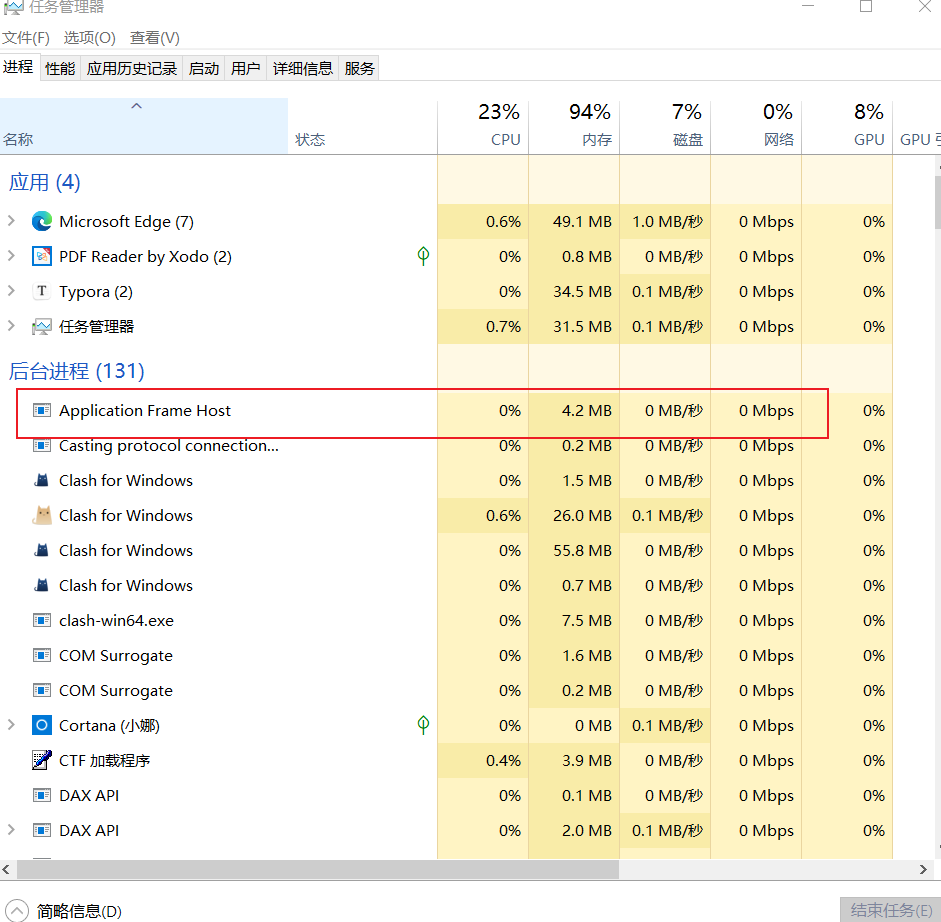 任务管理器
文件(F) 选项(O) 查看(V)
进程 性能 应用历史记录 启动 用户 详细信息 服务
23% 94% 7% 0% 8%
名称 状态 CPU 内存 磁盘 网络 GPU GPU 引
应用 (4)
Microsoft Edge (7) 0.6% 49.1 MB 1.0 MB/秒 0 Mbps 0%
PDF Reader by Xodo (2) 0% 0.8 MB 0 MB/秒 0 Mbps 0%
T Typora (2) 0% 34.5 MB 0.1 MB/秒 0 Mbps 0%
任务管理器 0.7% 31.5 MB 0.1 MB/秒 0 Mbps 0%
后台进程 (131)
Application Frame Host 0% 4.2 MB 0 MB/秒 0 Mbps 0%
Casting protocol connection... 0% 0.2 MB 0 MB/秒 0 Mbps 0%
Clash for Windows 0% 1.5 MB 0 MB/秒 0 Mbps 0%
Clash for Windows 0.6% 26.0 MB 0.1 MB/秒 0 Mbps 0%
Clash for Windows 0% 55.8 MB 0 MB/秒 0 Mbps 0%
Clash for Windows 0% 0.7 MB 0 MB/秒 0 Mbps 0%
clash-win64.exe 0% 7.5 MB 0 MB/秒 0 Mbps 0%
COM Surrogate 0% 1.6 MB 0 MB/秒 0 Mbps 0%
COM Surrogate 0% 0.2 MB 0 MB/秒 0 Mbps 0%
Cortana (小娜) 0% 0 MB 0.1 MB/秒 0 Mbps 0%
CTF 加载程序 0.4% 3.9 MB 0 MB/秒 0 Mbps 0%
DAX API 0% 0.1 MB 0 MB/秒 0 Mbps 0%
DAX API 0% 2.0 MB 0.1 MB/秒 0 Mbps 0%
简略信息(D) 结束任务(E)